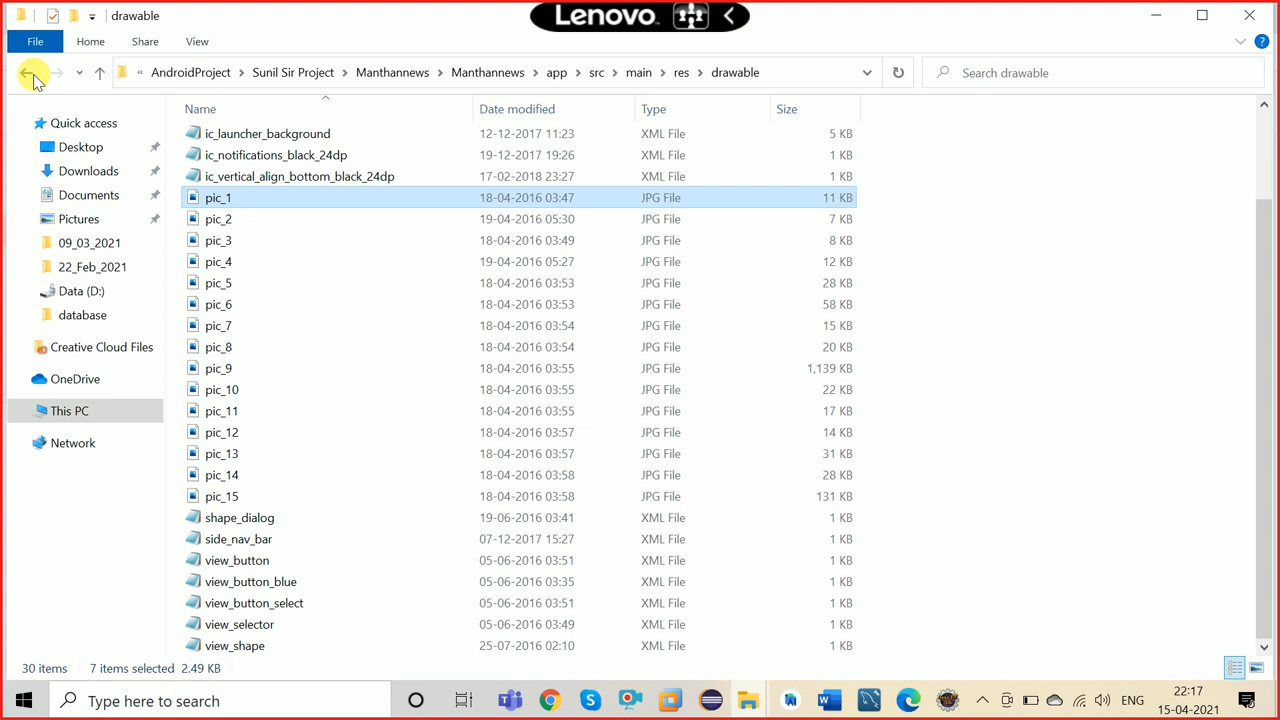 drawable
Lenovo
File Home Share View
« AndroidProject > Sunil Sir Project > Manthannews > Manthannews > app > src > main > res > drawable
Search drawable
Quick access
Desktop
Downloads
Documents
Pictures
09_03_2021
22_Feb_2021
Data (D:)
database
Creative Cloud Files
OneDrive
This PC
Network
Name Date modified Type Size
ic_launcher_background 12-12-2017 11:23 XML File 5 KB
ic_notifications_black_24dp 19-12-2017 19:26 XML File 1 KB
ic_vertical_align_bottom_black_24dp 17-02-2018 23:27 XML File 1 KB
pic_1 18-04-2016 03:47 JPG File 11 KB
pic_2 19-04-2016 05:30 JPG File 7 KB
pic_3 18-04-2016 03:49 JPG File 8 KB
pic_4 19-04-2016 05:27 JPG File 12 KB
pic_5 18-04-2016 03:53 JPG File 28 KB
pic_6 18-04-2016 03:53 JPG File 58 KB
pic_7 18-04-2016 03:54 JPG File 15 KB
pic_8 18-04-2016 03:54 JPG File 20 KB
pic_9 18-04-2016 03:55 JPG File 1,139 KB
pic_10 18-04-2016 03:55 JPG File 22 KB
pic_11 18-04-2016 03:55 JPG File 17 KB
pic_12 18-04-2016 03:57 JPG File 14 KB
pic_13 18-04-2016 03:57 JPG File 31 KB
pic_14 18-04-2016 03:58 JPG File 28 KB
pic_15 18-04-2016 03:58 JPG File 131 KB
shape_dialog 19-06-2016 03:41 XML File 1 KB
side_nav_bar 07-12-2017 15:27 XML File 1 KB
view_button 05-06-2016 03:51 XML File 1 KB
view_button_blue 05-06-2016 03:35 XML File 1 KB
view_button_select 05-06-2016 03:51 XML File 1 KB
view_selector 05-06-2016 03:49 XML File 1 KB
view_shape 25-07-2016 02:10 XML File 1 KB
30 items 7 items selected 2.49 KB
Type here to search
ENG
22:17
15-04-2021